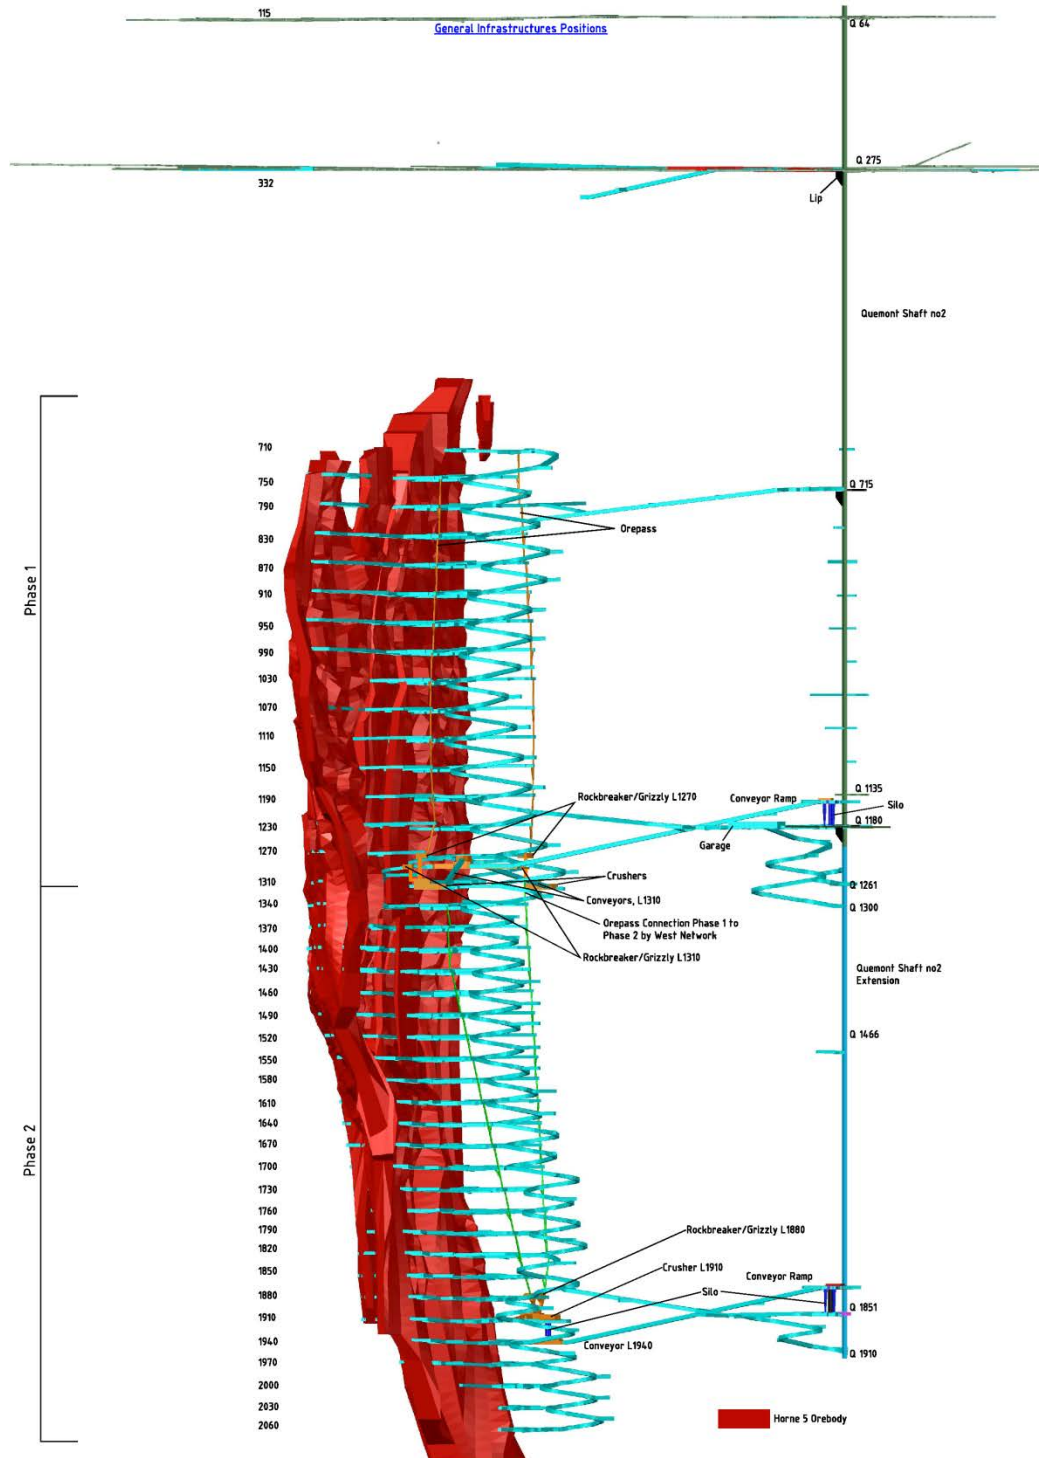 115
General Infrastructures Positions
Q 64
Q 275
332
Lip
Quemont Shaft no2
Phase 1
710
750
790
830
870
910
950
990
1030
1070
1110
1150
1190
1230
1270
1310
Q 715
Orepass
Q 1135
Conveyor Ramp
Silo
Q 1180
Garage
Rockbreaker/Grizzly L1270
Crushers
Conveyors, L1310
Orepass Connection Phase 1 to
Phase 2 by West Network
Rockbreaker/Grizzly L1310
Q 1261
Q 1300
Quemont Shaft no2
Extension
Q 1466
Phase 2
1340
1370
1400
1430
1460
1490
1520
1550
1580
1610
1640
1670
1700
1730
1760
1790
1820
1850
1880
1910
1940
1970
2000
2030
2060
Rockbreaker/Grizzly L1880
Crusher L1910
Conveyor Ramp
Silo
Q 1851
Conveyor L1940
Q 1910
Horne 5 Orebody